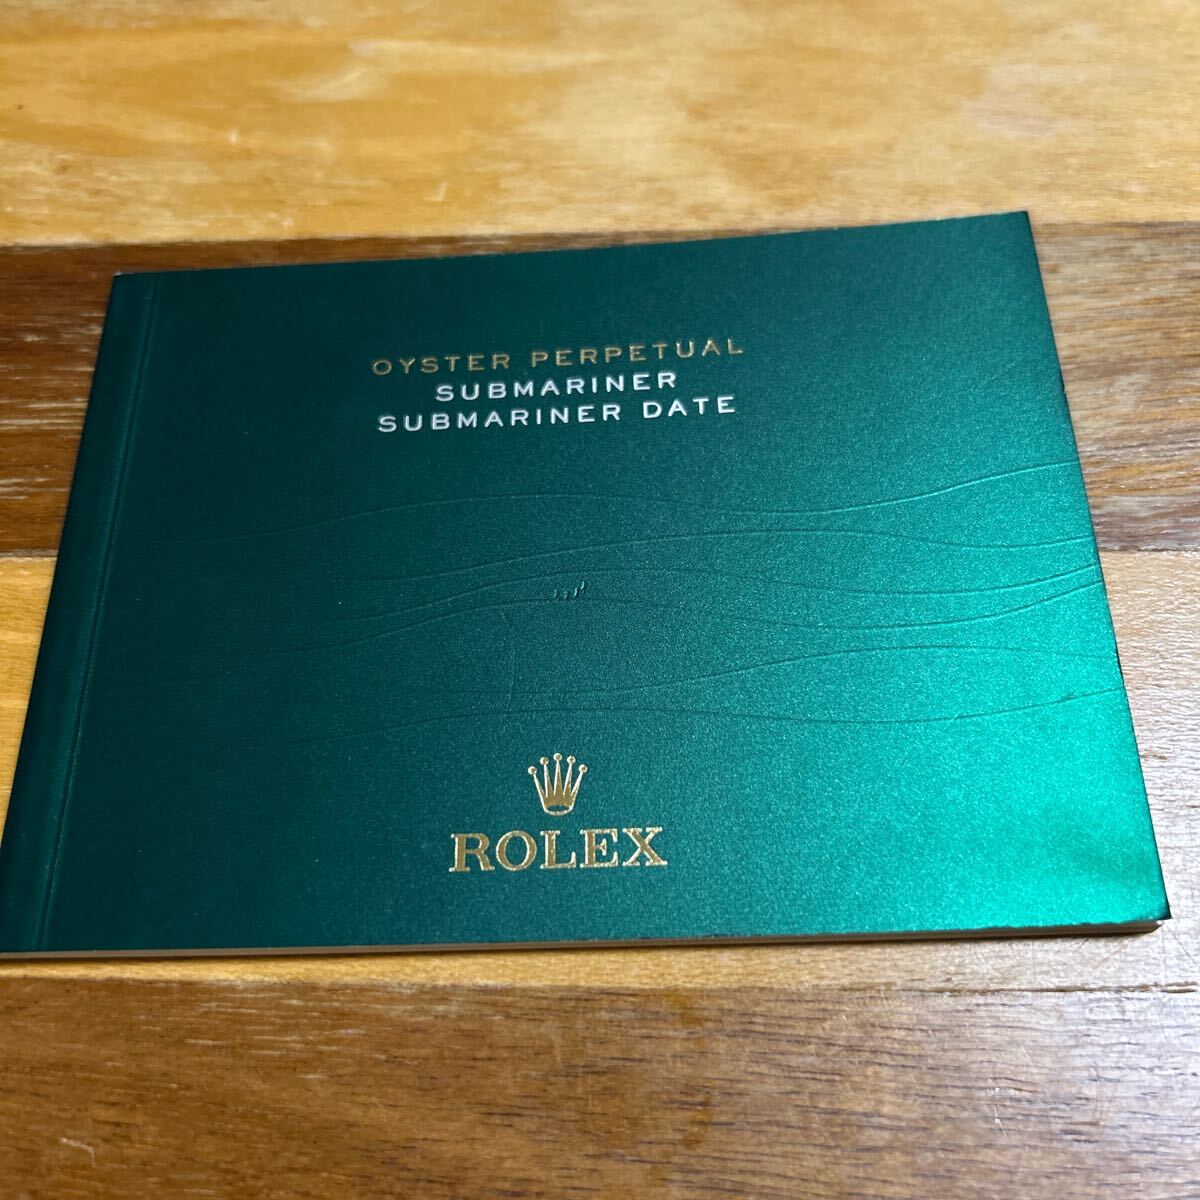 OYSTER PERPETUAL
SUBMARINER
SUBMARINER DATE
ROLEX